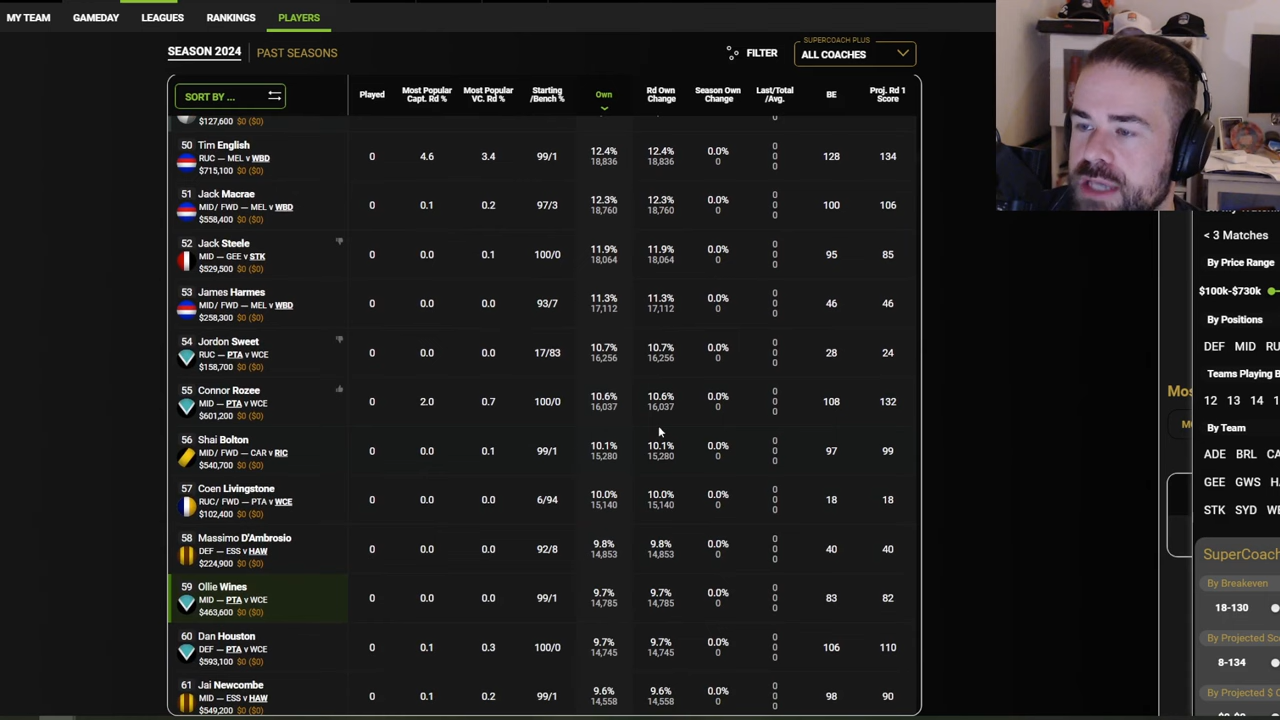 MY TEAM GAMEDAY LEAGUES RANKINGS PLAYERS
SEASON 2024 PAST SEASONS
FILTER
SUPERCOACH PLUS
ALL COACHES
SORT BY ...
Played Most Popular Capt. Rd % Most Popular VC. Rd % Starting /Bench % Own Rd Own Change Season Own Change Last/Total /Avg. BE Proj. Rd 1 Score
$127,600 $0 ($0) 0
50 Tim English
RUC — MEL v WBD
$715,100 $0 ($0)
0 4.6 3.4 99/1 12.4% 18,836 12.4% 18,836 0.0% 0 0 0 0 128 134
51 Jack Macrae
MID/ FWD — MEL v WBD
$558,400 $0 ($0)
0 0.1 0.2 97/3 12.3% 18,760 12.3% 18,760 0.0% 0 0 0 0 100 106
52 Jack Steele
MID — GEE v STK
$529,500 $0 ($0)
0 0.0 0.1 100/0 11.9% 18,064 11.9% 18,064 0.0% 0 0 0 0 95 85
53 James Harmes
MID/ FWD — MEL v WBD
$258,300 $0 ($0)
0 0.0 0.0 93/7 11.3% 17,112 11.3% 17,112 0.0% 0 0 0 0 46 46
54 Jordon Sweet
RUC — PTA v WCE
$158,700 $0 ($0)
0 0.0 0.0 17/83 10.7% 16,256 10.7% 16,256 0.0% 0 0 0 0 28 24
55 Connor Rozee
MID — PTA v WCE
$601,200 $0 ($0)
0 2.0 0.7 100/0 10.6% 16,037 10.6% 16,037 0.0% 0 0 0 0 108 132
56 Shai Bolton
MID/ FWD — CAR v RIC
$540,700 $0 ($0)
0 0.0 0.1 99/1 10.1% 15,280 10.1% 15,280 0.0% 0 0 0 0 97 99
57 Coen Livingstone
RUC/ FWD — PTA v WCE
$102,400 $0 ($0)
0 0.0 0.0 6/94 10.0% 15,140 10.0% 15,140 0.0% 0 0 0 0 18 18
58 Massimo D'Ambrosio
DEF — ESS v HAW
$224,900 $0 ($0)
0 0.0 0.0 92/8 9.8% 14,853 9.8% 14,853 0.0% 0 0 0 0 40 40
59 Ollie Wines
MID — PTA v WCE
$463,600 $0 ($0)
0 0.0 0.0 99/1 9.7% 14,785 9.7% 14,785 0.0% 0 0 0 0 83 82
60 Dan Houston
DEF — PTA v WCE
$593,100 $0 ($0)
0 0.1 0.3 100/0 9.7% 14,745 9.7% 14,745 0.0% 0 0 0 0 106 110
61 Jai Newcombe
MID — ESS v HAW
$549,200 $0 ($0)
0 0.1 0.2 99/1 9.6% 14,558 9.6% 14,558 0.0% 0 0 0 0 98 90
< 3 Matches
By Price Range
$100k-$730k
By Positions
DEF MID RU
Teams Playing B
12 13 14 1
By Team
ADE BRL CA
GEE GWS H
STK SYD WE
Mos
SuperCoach
By Breakeven
18-130
By Projected Sc
8-134
By Projected $ C